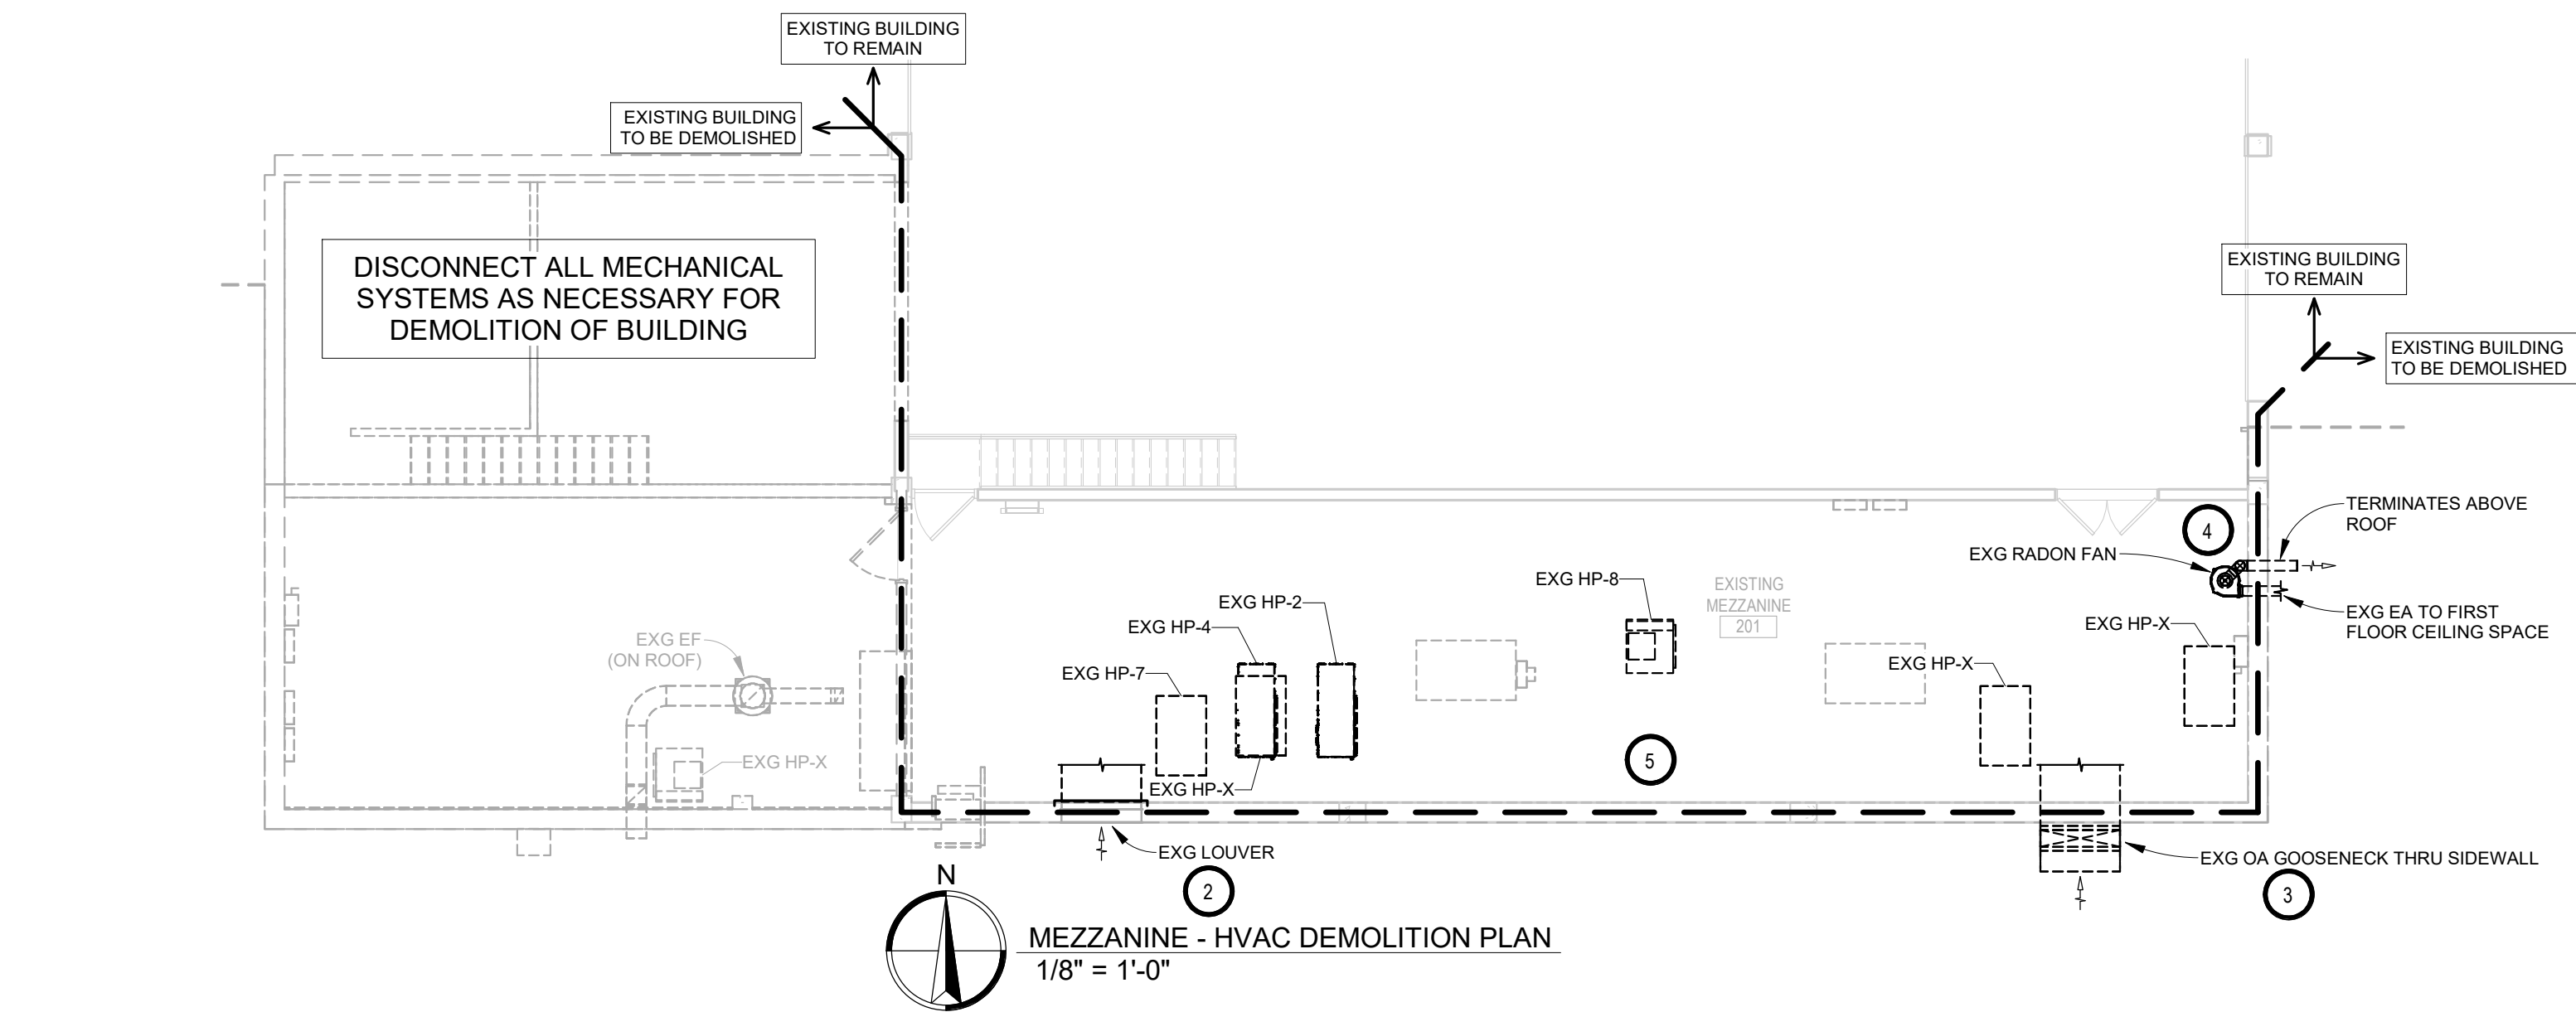 EXISTING BUILDING
TO REMAIN
EXISTING BUILDING
TO BE DEMOLISHED
DISCONNECT ALL MECHANICAL
SYSTEMS AS NECESSARY FOR
DEMOLITION OF BUILDING
EXISTING BUILDING
TO REMAIN
EXISTING BUILDING
TO BE DEMOLISHED
TERMINATES ABOVE
ROOF
4
EXG RADON FAN
EXG EA TO FIRST
FLOOR CEILING SPACE
EXG HP-8
EXISTING
MEZZANINE
201
EXG HP-2
EXG HP-4
EXG HP-7
EXG HP-X
EXG HP-X
EXG HP-X
EXG EF
(ON ROOF)
EXG HP-X
5
EXG LOUVER
2
EXG OA GOOSENECK THRU SIDEWALL
3
N
MEZZANINE - HVAC DEMOLITION PLAN
1/8" = 1'-0"